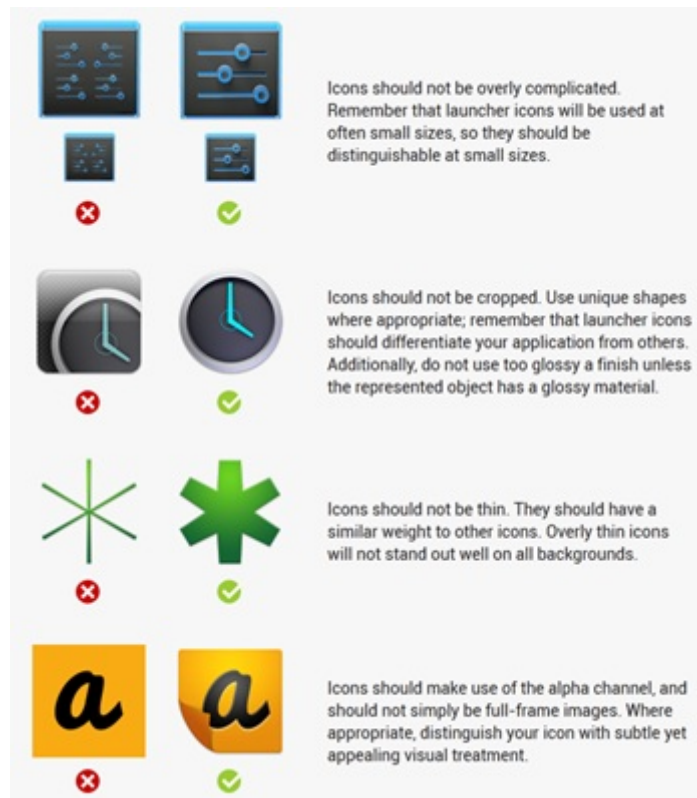 Icons should not be overly complicated.
Remember that launcher icons will be used at
often small sizes, so they should be
distinguishable at small sizes.
Icons should not be cropped. Use unique shapes
where appropriate; remember that launcher icons
should differentiate your application from others.
Additionally, do not use too glossy a finish unless
the represented object has a glossy material.
Icons should not be thin. They should have a
similar weight to other icons. Overly thin icons
will not stand out well on all backgrounds.
a
a
Icons should make use of the alpha channel, and
should not simply be full-frame images. Where
appropriate, distinguish your icon with subtle yet
appealing visual treatment.